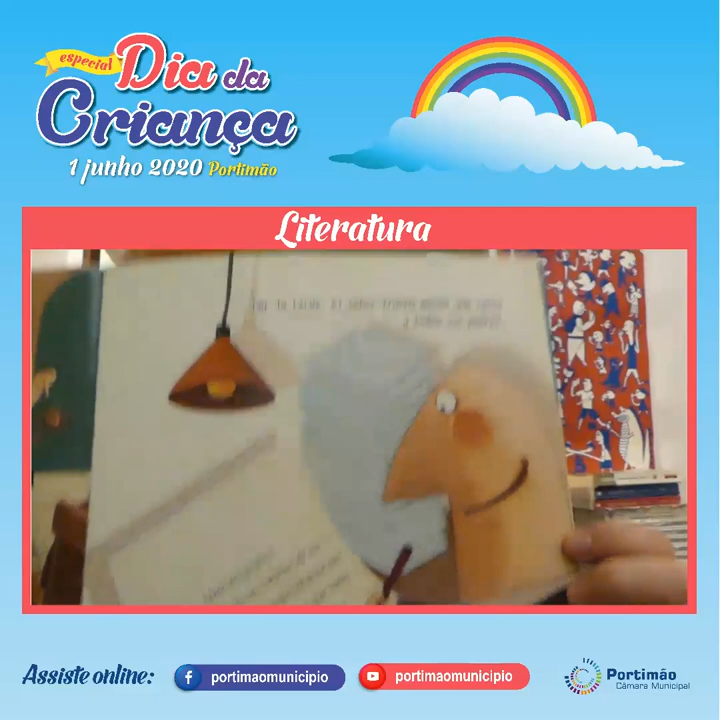 especial
Dia da
Criança
1 junho 2020 Portimão
Literatura
Assiste online:
portimaomunicipio
portimaomunicipio
Portimão
Câmara Municipal